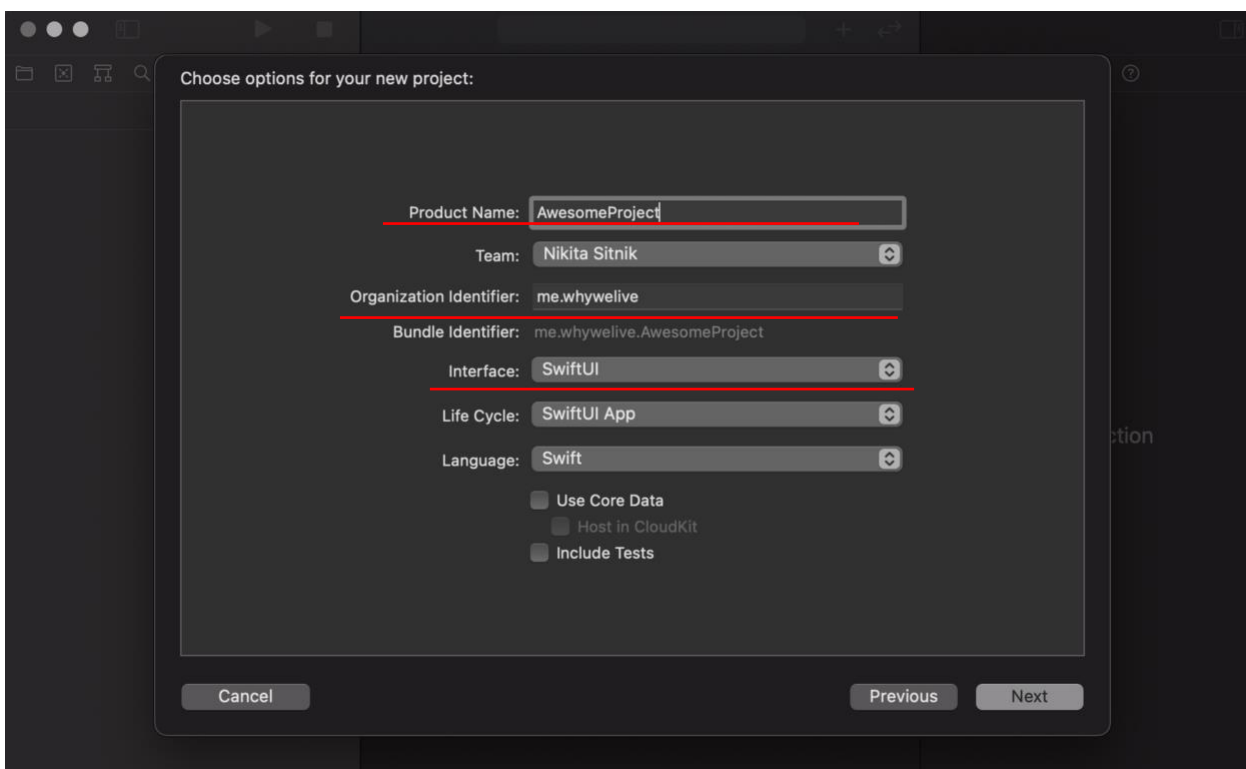 Choose options for your new project:
Product Name: AwesomeProject
Team: Nikita Sitnik
Organization Identifier: me.whywelive
Bundle Identifier: me.whywelive.AwesomeProject
Interface: SwiftUI
Life Cycle: SwiftUI App
ction
Language: Swift
Use Core Data
Host in CloudKit
Include Tests
Cancel Previous Next